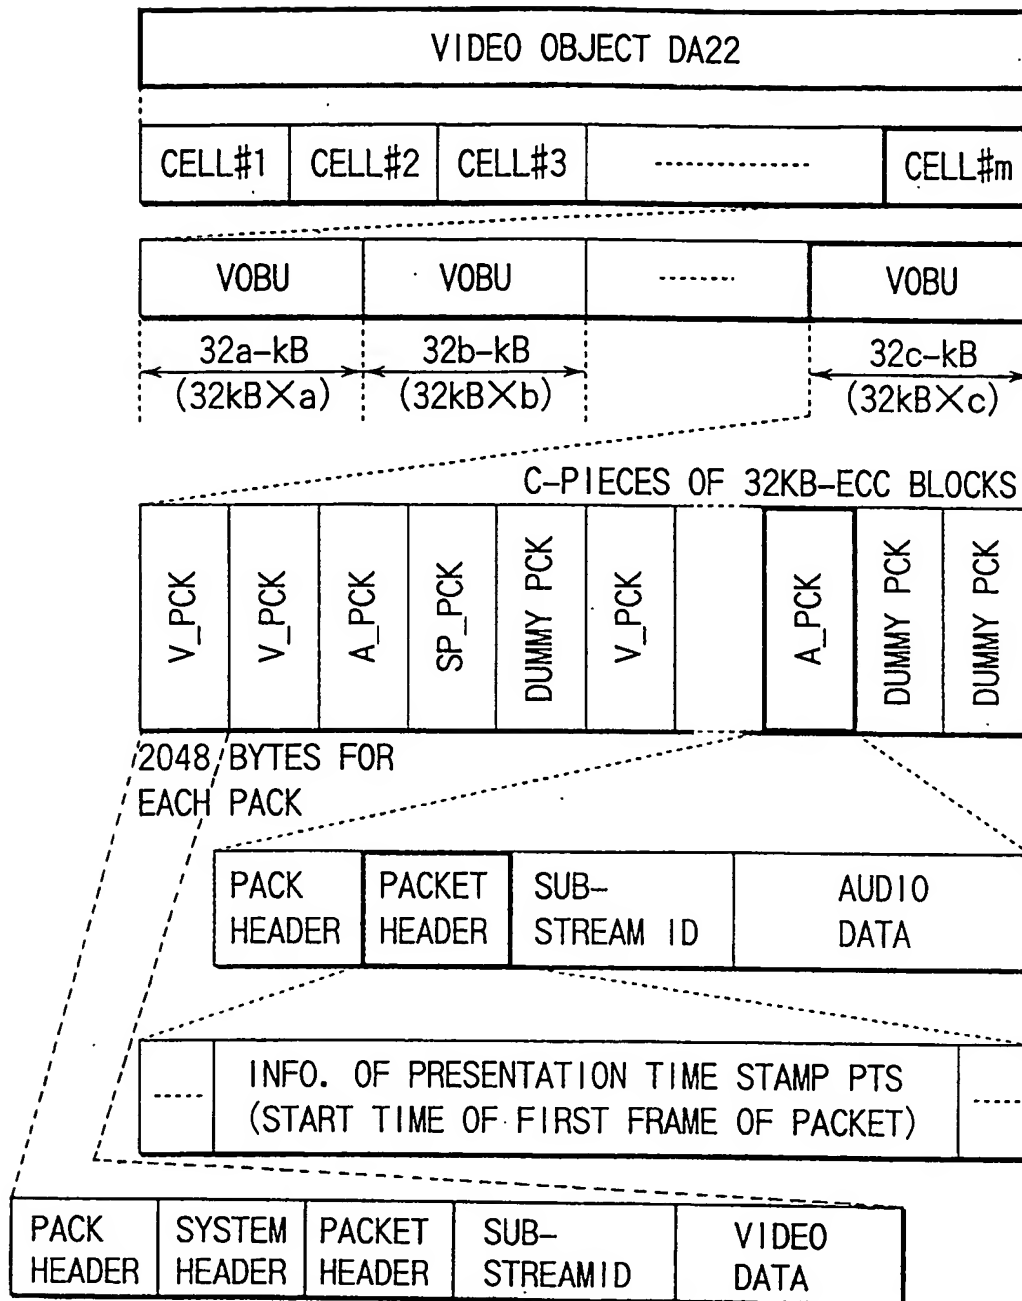 VIDEO OBJECT DA22
CELL#1 CELL#2 CELL#3 CELL#m
VOBU VOBU VOBU
32a-kB 32b-kB 32c-kB
(32kB×a) (32kB×b) (32kB×c)
C-PIECES OF 32KB-ECC BLOCKS
V_PCK V_PCK A_PCK SP_PCK DUMMY PCK V_PCK A_PCK DUMMY PCK DUMMY PCK
2048 BYTES FOR
EACH PACK
PACK PACKET SUB- AUDIO
HEADER HEADER STREAM ID DATA
INFO. OF PRESENTATION TIME STAMP PTS
(START TIME OF FIRST FRAME OF PACKET)
PACK SYSTEM PACKET SUB- VIDEO
HEADER HEADER HEADER STREAMID DATA